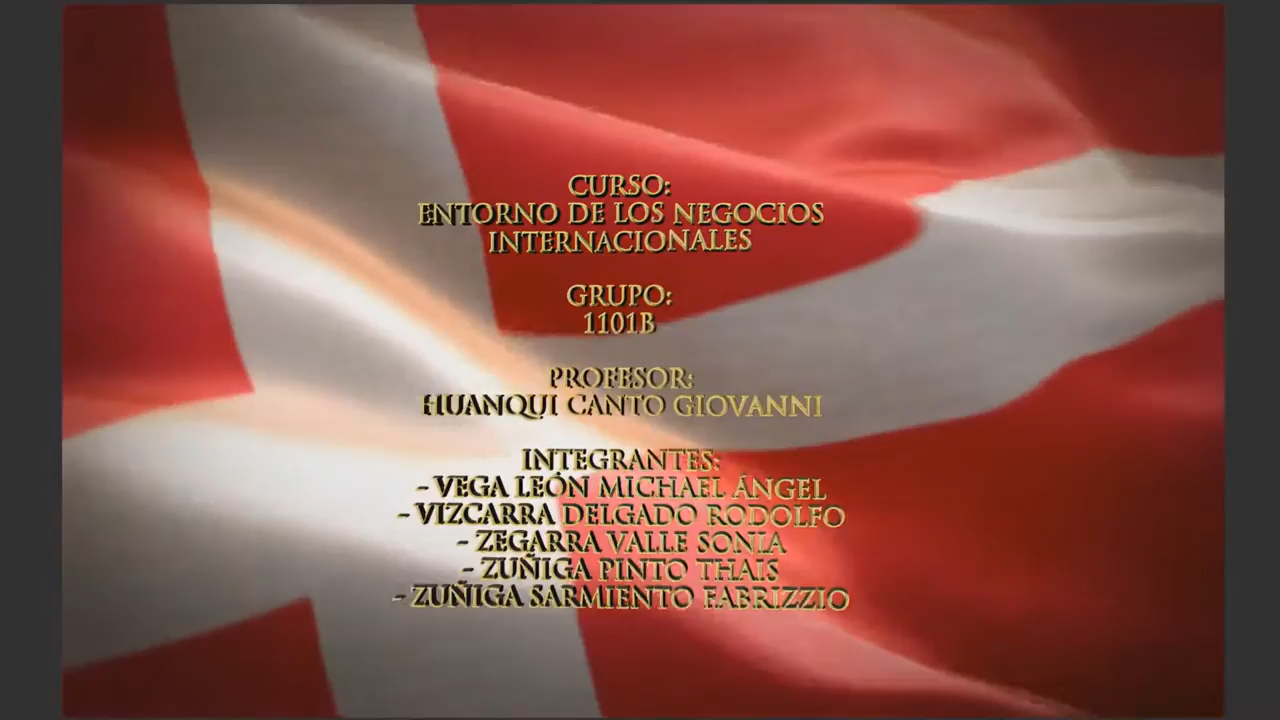 CURSO:
ENTORNO DE LOS NEGOCIOS
INTERNACIONALES
GRUPO:
1101B
PROFESOR:
HUANQUI CANTO GIOVANNI
INTEGRANTES:
- VEGA LEÓN MICHAEL ÁNGEL
- VIZCARRA DELGADO RODOLFO
- ZEGARRA VALLE SONIA
- ZUÑIGA PINTO THAIS
- ZUÑIGA SARMIENTO FABRIZZIO